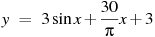 y = 3 sin x + 30/π x + 3